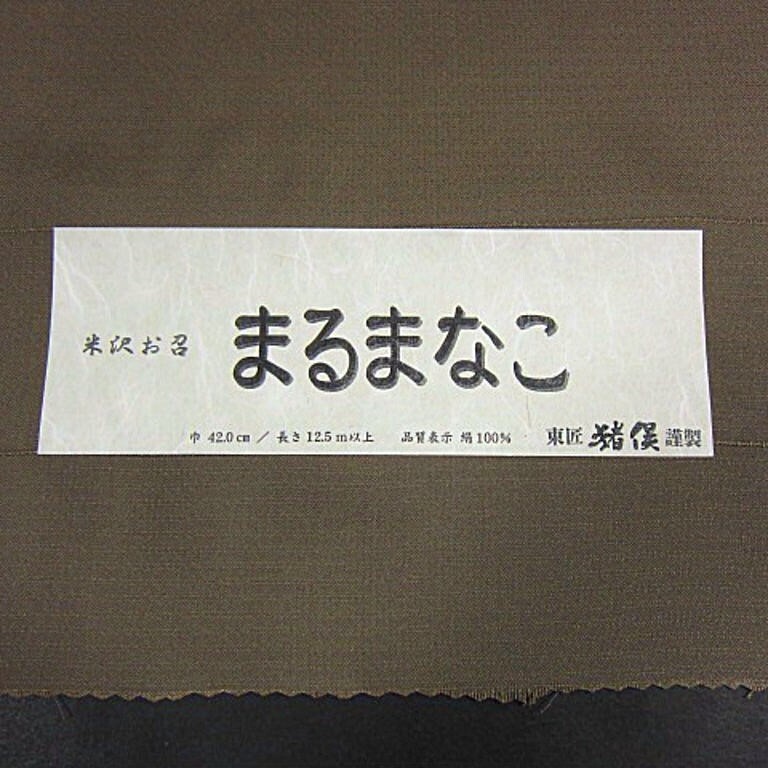 米沢お召
まるまなこ
巾 42.0㎝ / 長さ 12.5m以上 品質表示 絹100%
東匠 猪俣 謹製